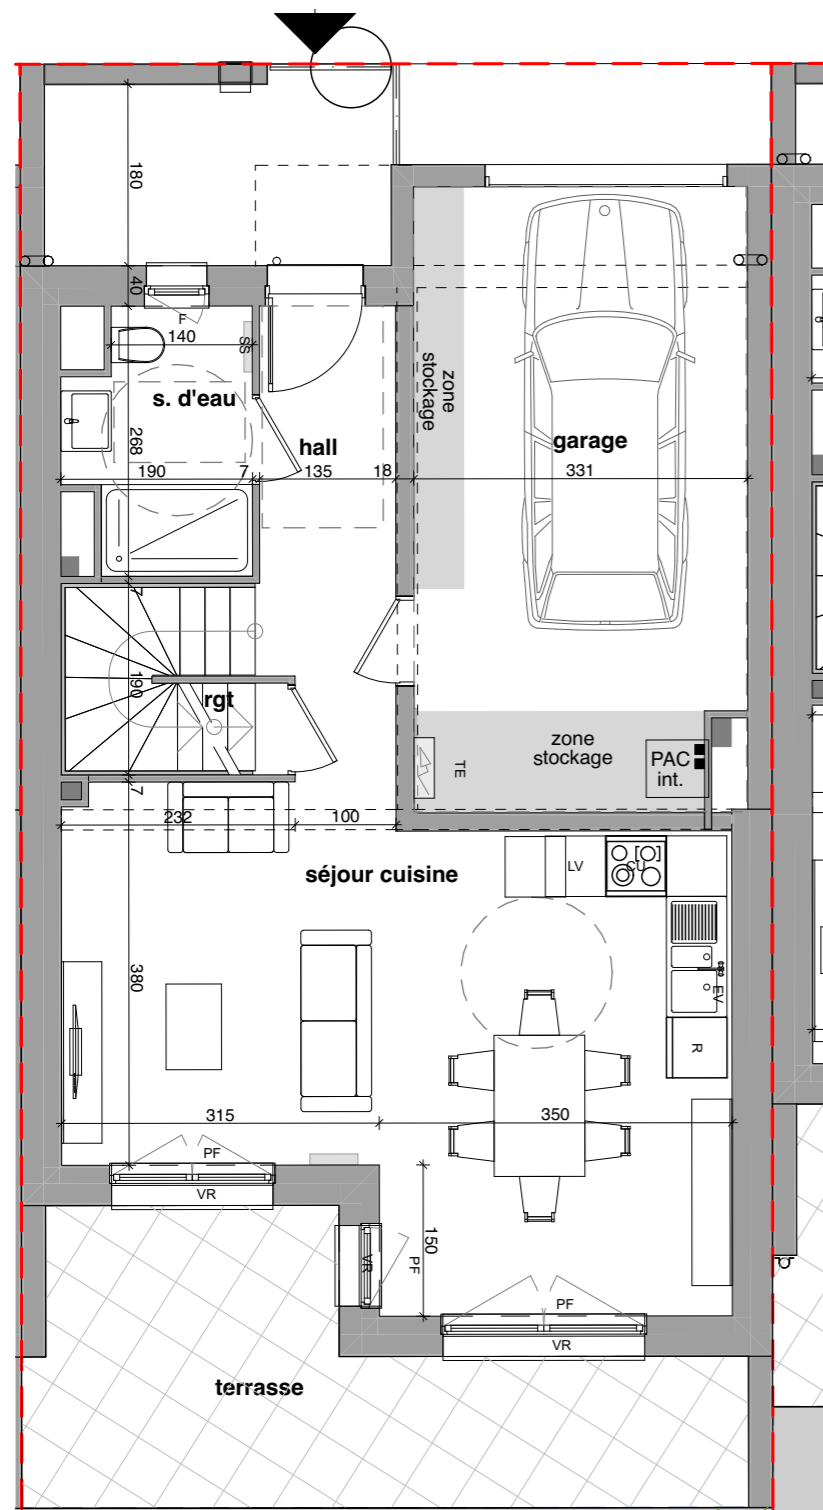 180
40
F
140
SS
s. d'eau
268
hall
zone
stockage
garage
190
7
135
18
331
7
190
rgt
zone
stockage
TE
PAC
int.
7
232
100
séjour cuisine
LV
CU
380
EV
R
315
350
PF
VR
150
VR
PF
PF
VR
terrasse